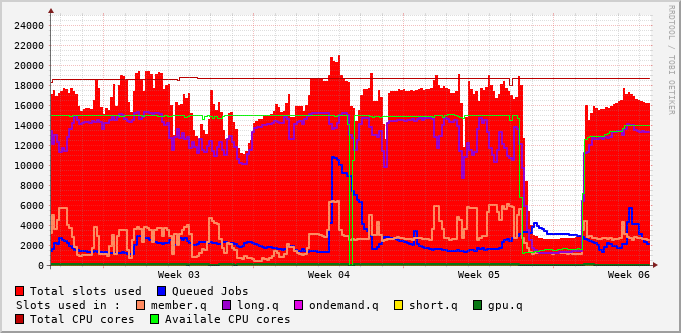 24000
22000
20000
18000
16000
14000
12000
10000
8000
6000
4000
2000
0
Week 03 Week 04 Week 05 Week 06
RRDTOOL / TOBI OETIKER
Total slots used Queued Jobs
Slots used in : member.q long.q ondemand.q short.q gpu.q
Total CPU cores Availale CPU cores